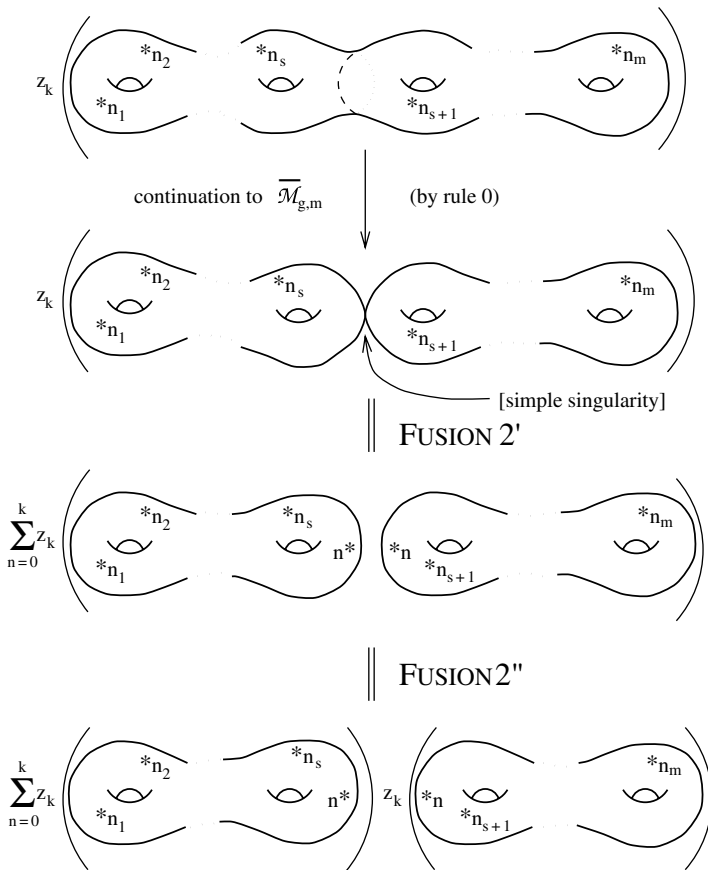 z_k ( *n_1 *n_2 *n_s *n_{s+1} *n_m )
continuation to \overline{M}_{g,m} (by rule 0)
z_k ( *n_1 *n_2 *n_s *n_{s+1} *n_m )
[simple singularity]
FUSION 2'
\sum_{n=0}^{k} z_k ( *n_1 *n_2 *n_s n* *n *n_{s+1} *n_m )
FUSION 2"
\sum_{n=0}^{k} z_k ( *n_1 *n_2 *n_s n* ) z_k ( *n *n_{s+1} *n_m )